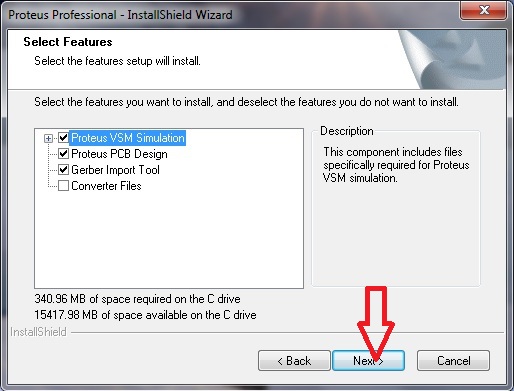 Proteus Professional - InstallShield Wizard
Select Features
Select the features setup will install.
Select the features you want to install, and deselect the features you do not want to install.
Proteus VSM Simulation
Proteus PCB Design
Gerber Import Tool
Converter Files
Description
This component includes files
specifically required for Proteus
VSM simulation.
340.96 MB of space required on the C drive
15417.98 MB of space available on the C drive
InstallShield
< Back
Next >
Cancel